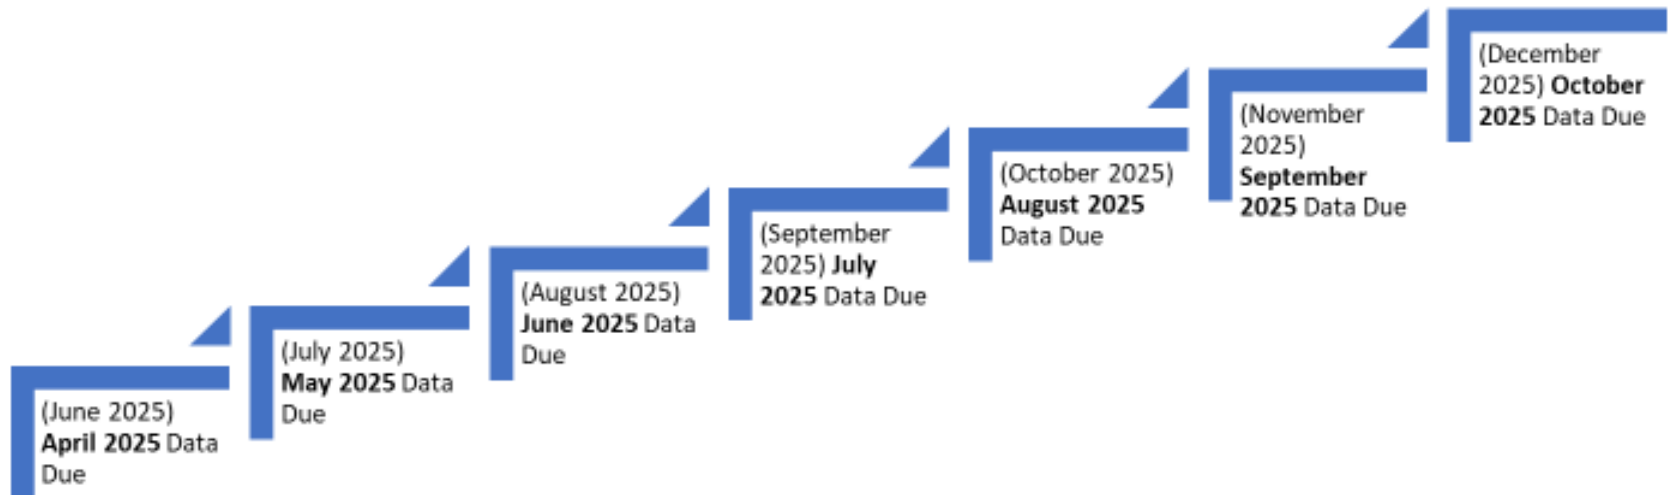 (June 2025)
April 2025 Data
Due
(July 2025)
May 2025 Data
Due
(August 2025)
June 2025 Data
Due
(September
2025) July
2025 Data Due
(October 2025)
August 2025
Data Due
(November
2025)
September
2025 Data Due
(December
2025) October
2025 Data Due